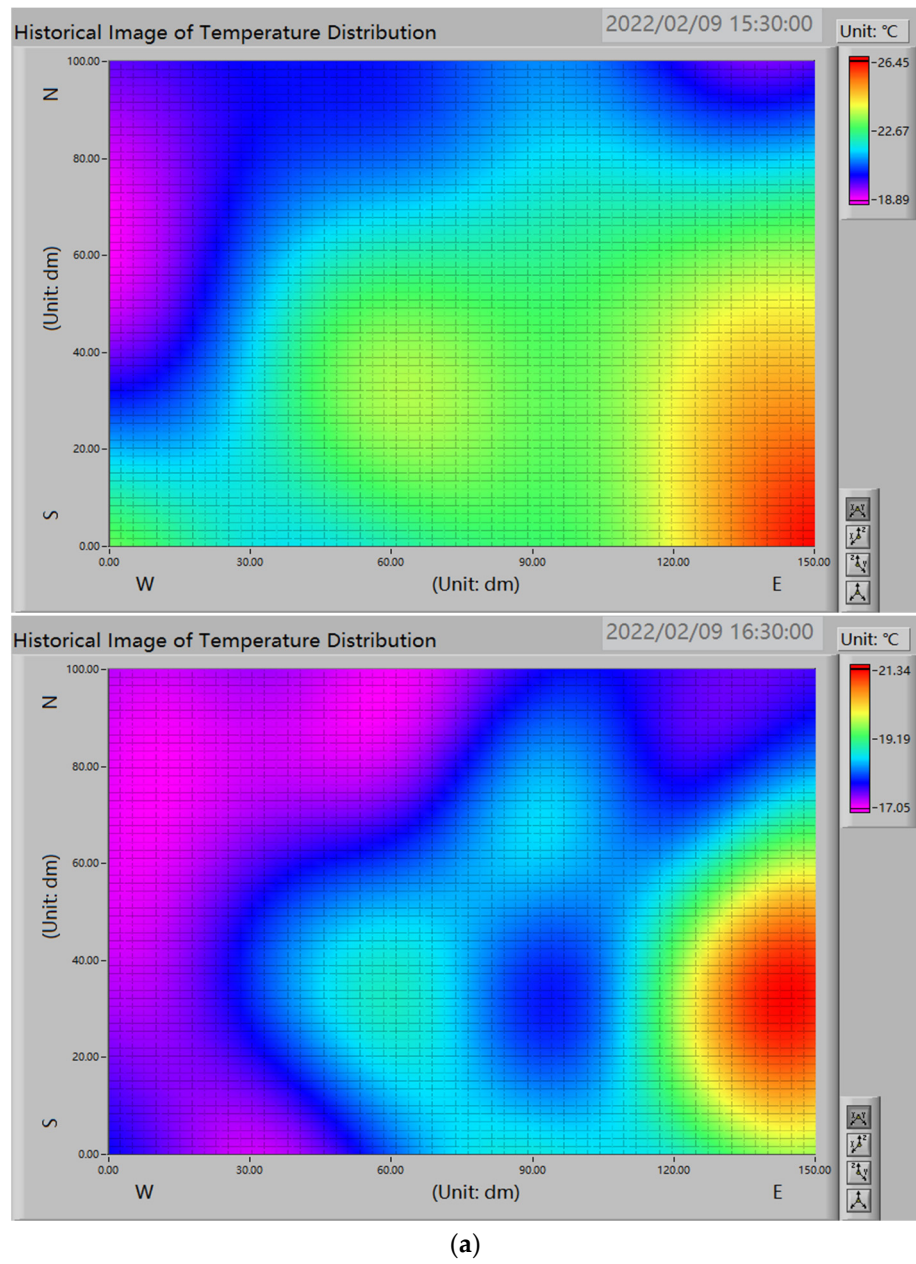 Historical Image of Temperature Distribution 2022/02/09 15:30:00 Unit: ℃
100.00
N
80.00
60.00
(Unit: dm)
40.00
20.00
S
0.00
0.00 30.00 60.00 90.00 120.00 150.00
W (Unit: dm) E
26.45
22.67
18.89
X Y
X Z
Z Y
Historical Image of Temperature Distribution 2022/02/09 16:30:00 Unit: ℃
100.00
N
80.00
60.00
(Unit: dm)
40.00
20.00
S
0.00
0.00 30.00 60.00 90.00 120.00 150.00
W (Unit: dm) E
21.34
19.19
17.05
X Y
X Z
Z Y
(a)